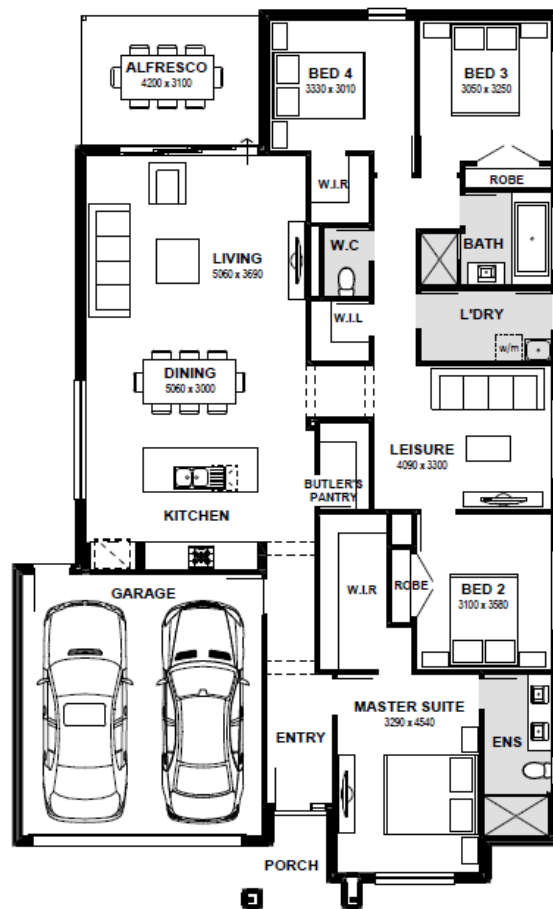 ALFRESCO
4200 x 3100
BED 4
3330 x 3010
BED 3
3050 x 3250
W.I.R
ROBE
LIVING
5060 x 3690
W.C
BATH
W.I.L
L'DRY
w/m
DINING
5060 x 3000
LEISURE
4090 x 3300
BUTLER'S
PANTRY
KITCHEN
GARAGE
W.I.R
ROBE
BED 2
3100 x 3580
MASTER SUITE
3290 x 4540
ENTRY
ENS
PORCH